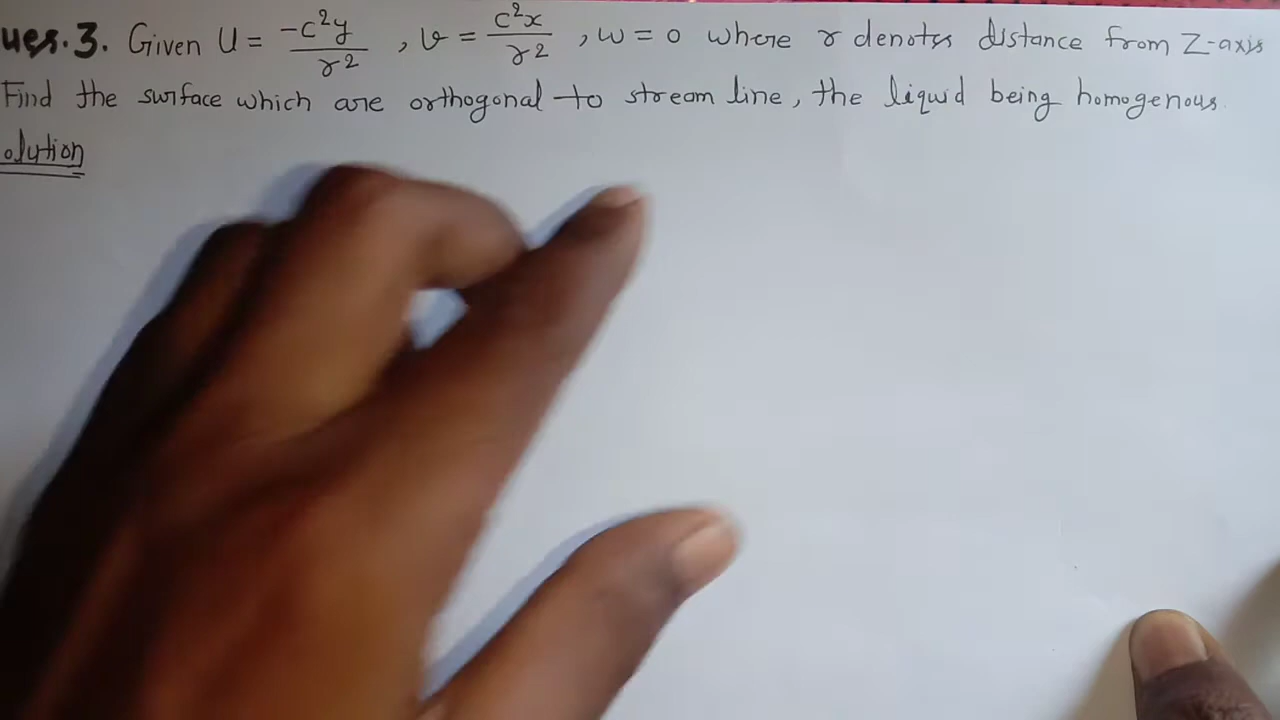 ues.3. Given U = -c²y/r² , v = c²x/r² , w = 0 where r denotes distance from Z-axis
Find the surface which are orthogonal to stream line, the liquid being homogenous.
olution